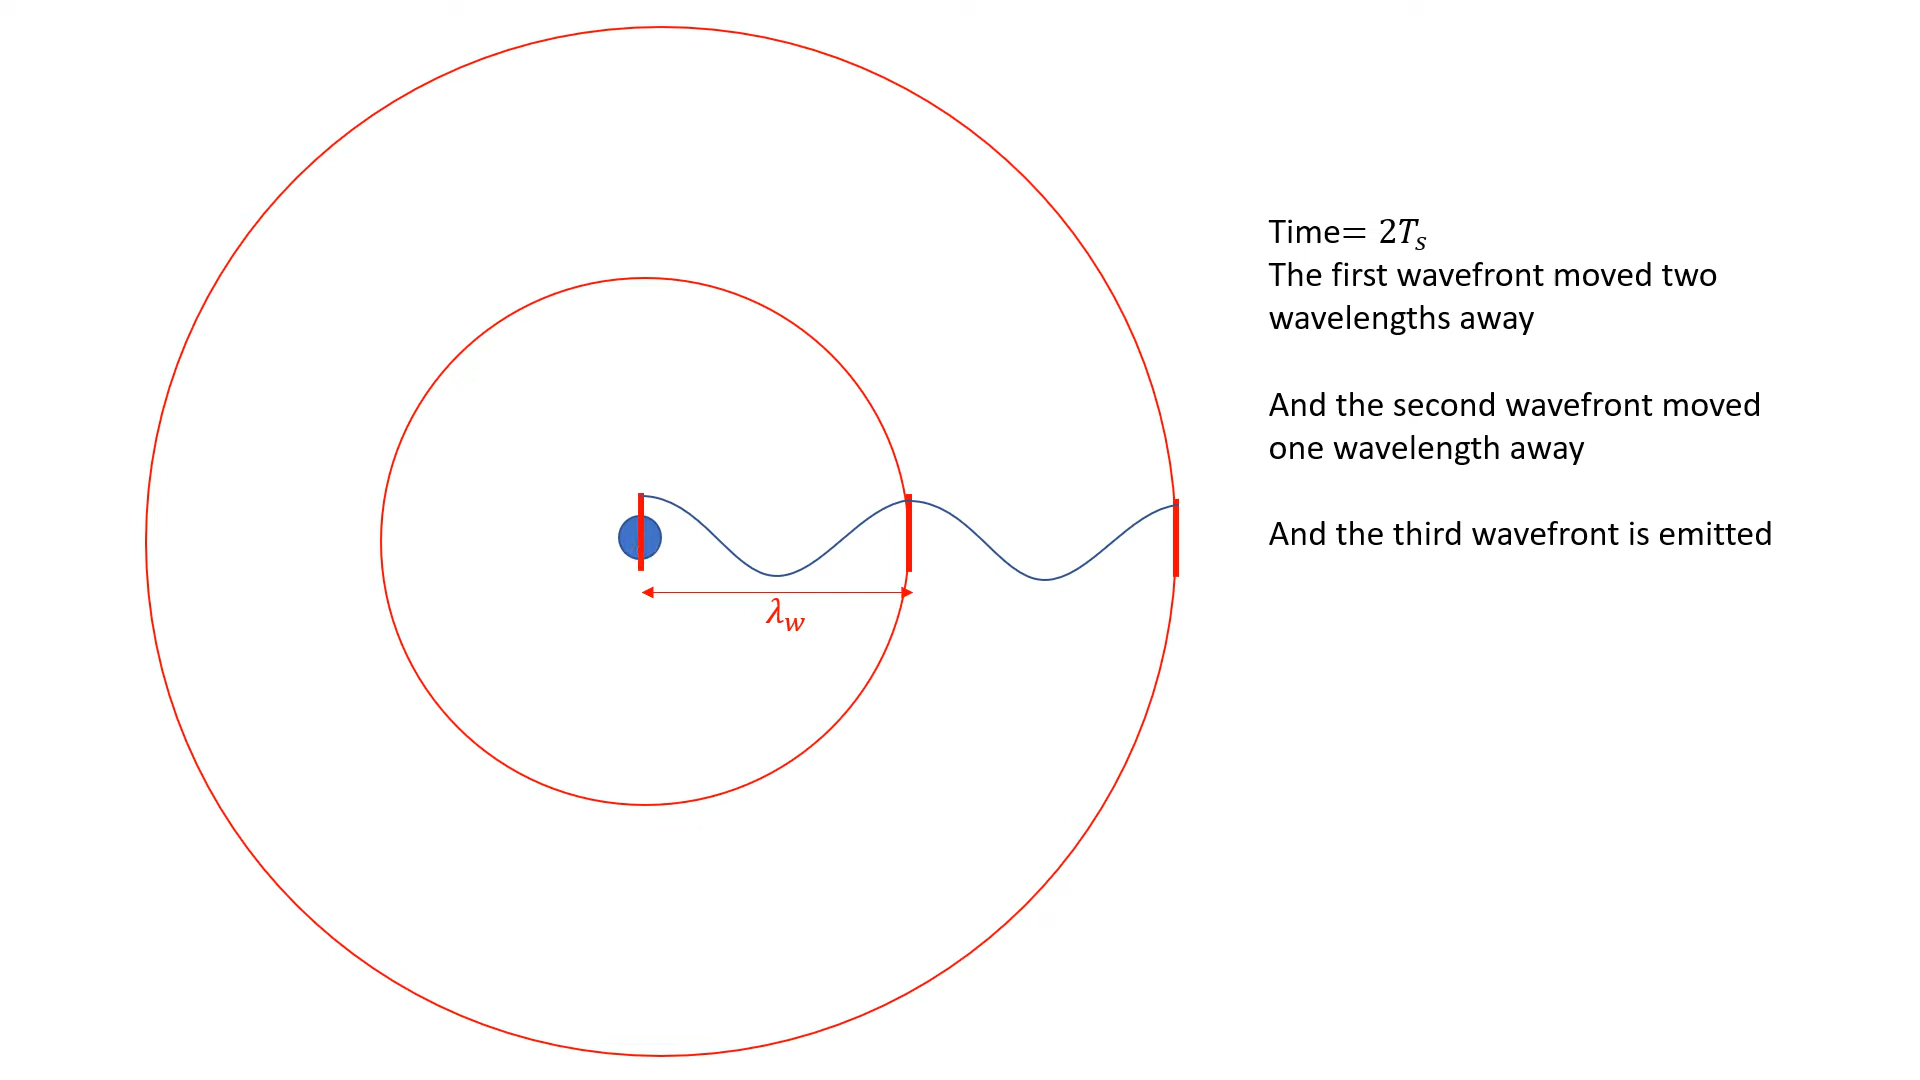 Time= 2Tₛ
The first wavefront moved two
wavelengths away
And the second wavefront moved
one wavelength away
And the third wavefront is emitted
λ_w